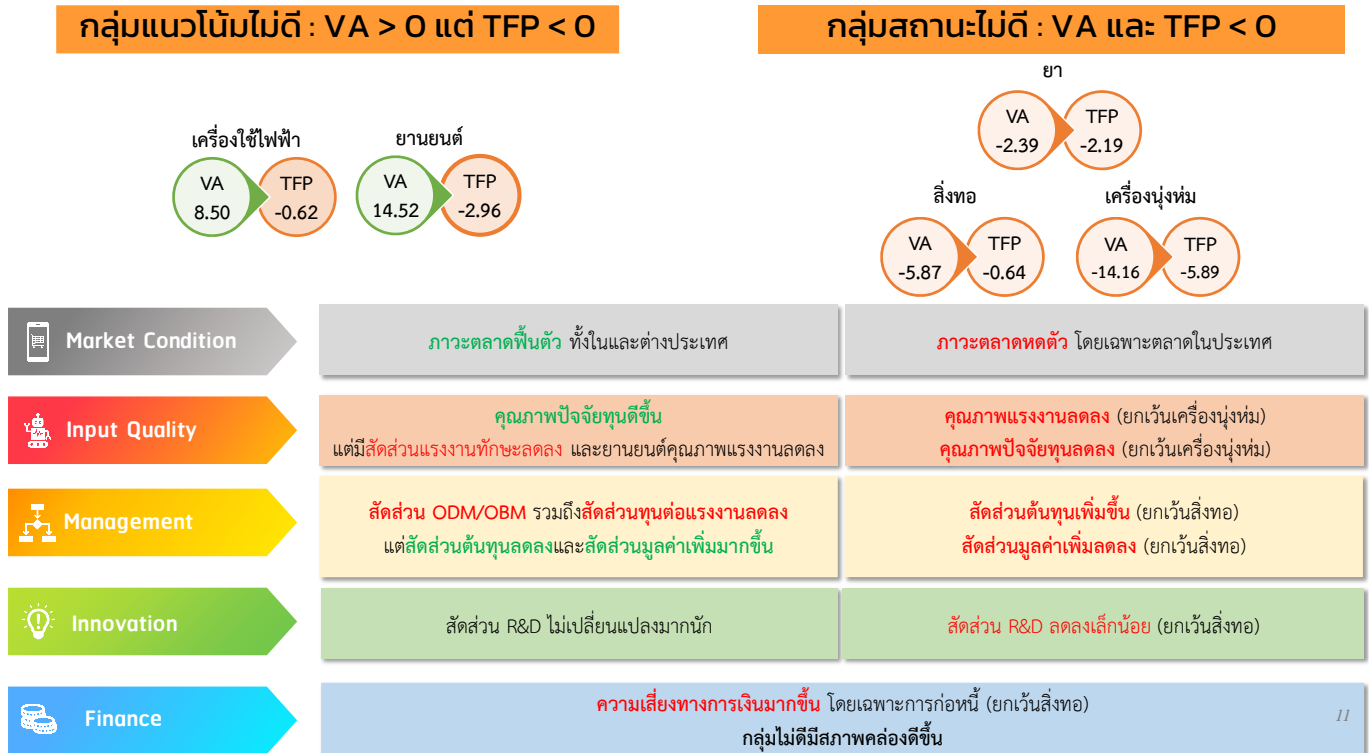 กลุ่มแนวโน้มไม่ดี : VA > 0 แต่ TFP < 0
เครื่องใช้ไฟฟ้า
VA
8.50
TFP
-0.62
ยานยนต์
VA
14.52
TFP
-2.96
กลุ่มสถานะไม่ดี : VA และ TFP < 0
ยา
VA
-2.39
TFP
-2.19
สิ่งทอ
VA
-5.87
TFP
-0.64
เครื่องนุ่งห่ม
VA
-14.16
TFP
-5.89
Market Condition
ภาวะตลาดฟื้นตัว ทั้งในและต่างประเทศ
ภาวะตลาดหดตัว โดยเฉพาะตลาดในประเทศ
Input Quality
คุณภาพปัจจัยทุนดีขึ้น
แต่มีสัดส่วนแรงงานทักษะลดลง และยานยนต์คุณภาพแรงงานลดลง
คุณภาพแรงงานลดลง (ยกเว้นเครื่องนุ่งห่ม)
คุณภาพปัจจัยทุนลดลง (ยกเว้นเครื่องนุ่งห่ม)
Management
สัดส่วน ODM/OBM รวมถึงสัดส่วนทุนต่อแรงงานลดลง
แต่สัดส่วนต้นทุนลดลงและสัดส่วนมูลค่าเพิ่มมากขึ้น
สัดส่วนต้นทุนเพิ่มขึ้น (ยกเว้นสิ่งทอ)
สัดส่วนมูลค่าเพิ่มลดลง (ยกเว้นสิ่งทอ)
Innovation
สัดส่วน R&D ไม่เปลี่ยนแปลงมากนัก
สัดส่วน R&D ลดลงเล็กน้อย (ยกเว้นสิ่งทอ)
Finance
ความเสี่ยงทางการเงินมากขึ้น โดยเฉพาะการก่อหนี้ (ยกเว้นสิ่งทอ)
กลุ่มไม่ดีมีสภาพคล่องดีขึ้น
11